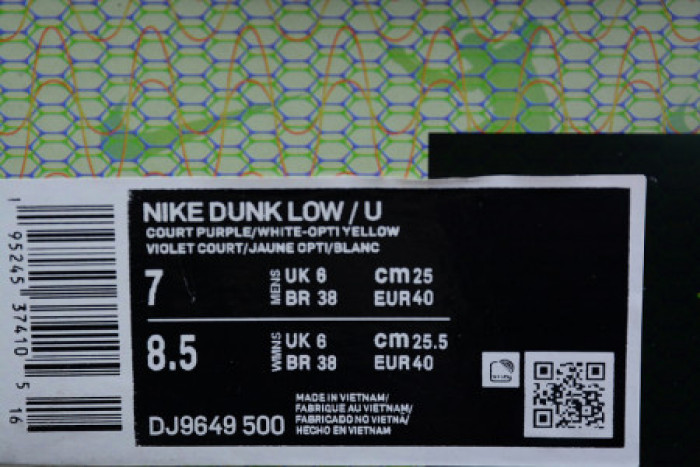 NIKE DUNK LOW / U
COURT PURPLE/WHITE-OPTI YELLOW
VIOLET COURT/JAUNE OPTI/BLANC
7 MENS UK 6 cm 25
BR 38 EUR 40
8.5 WMNS UK 6 cm 25.5
BR 38 EUR 40
DJ9649 500
MADE IN VIETNAM/
FABRIQUE AU VIETNAM/
FABRICADO NO VIETNÃ/
HECHO EN VIETNAM
1 95245 37410 5 16